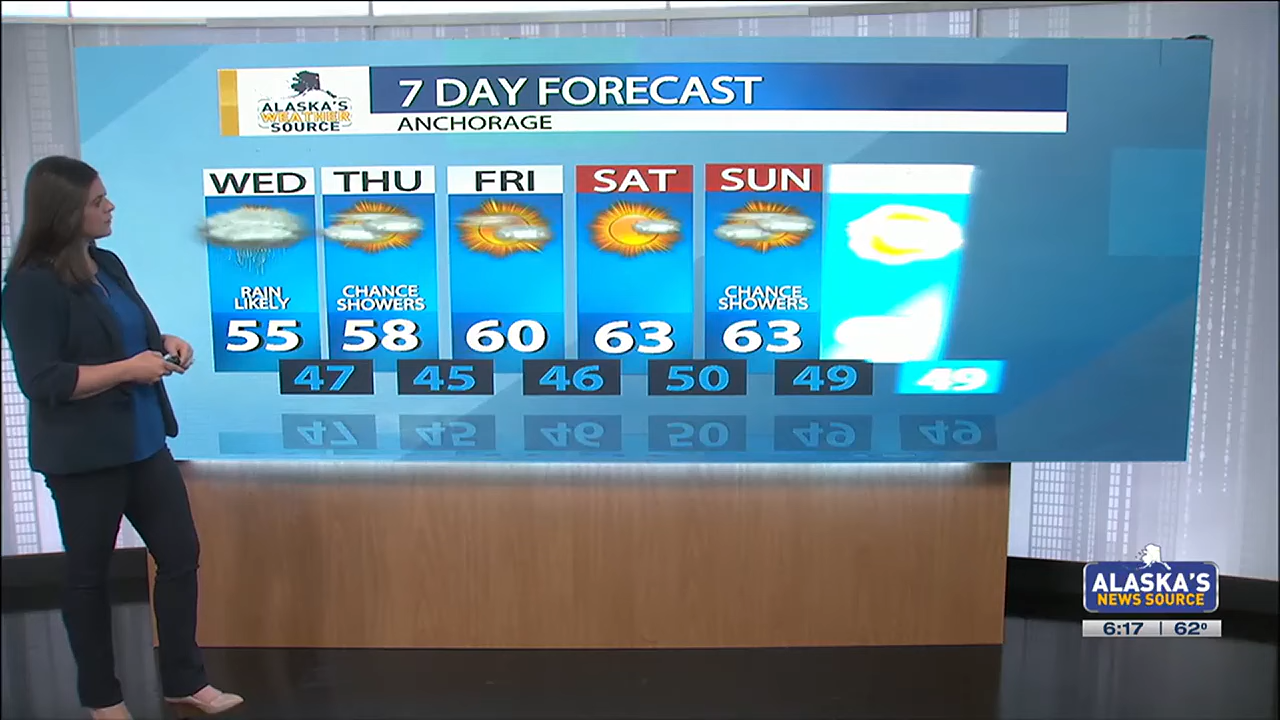 7 DAY FORECAST
ALASKA'S
WEATHER
SOURCE
ANCHORAGE
WED THU FRI SAT SUN
RAIN LIKELY CHANCE SHOWERS CHANCE SHOWERS
55 58 60 63 63
47 45 46 50 49 49
ALASKA'S
NEWS SOURCE
6:17 | 62°